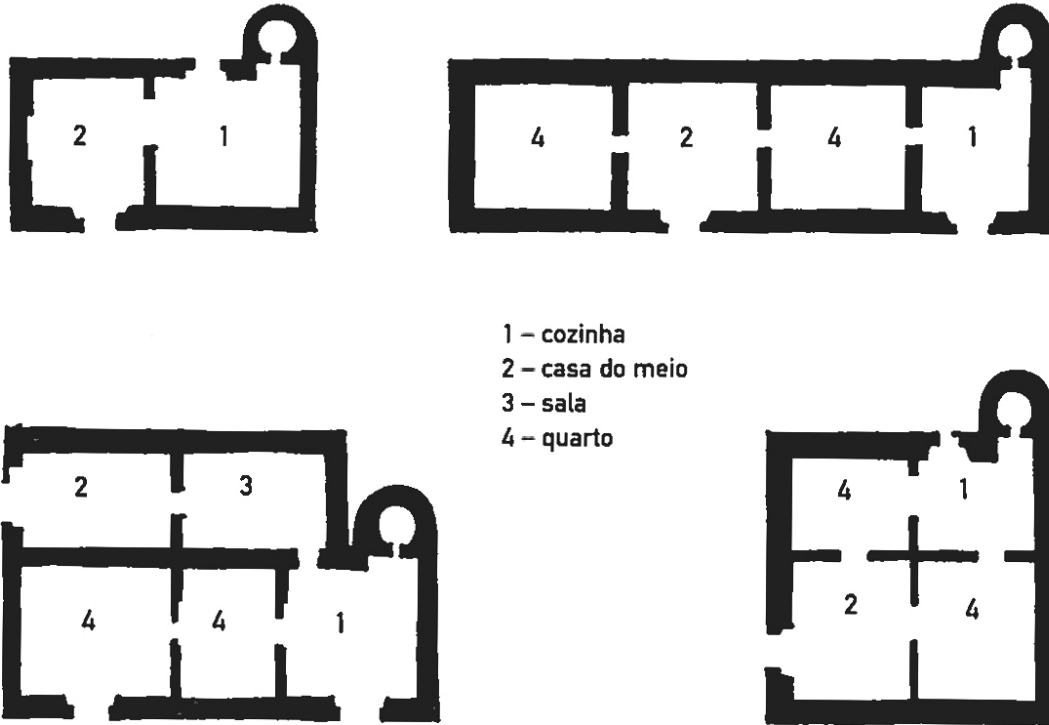 2 1
4 2 4 1
1 – cozinha
2 – casa do meio
3 – sala
4 – quarto
2 3
4 4 1
4 1
2 4